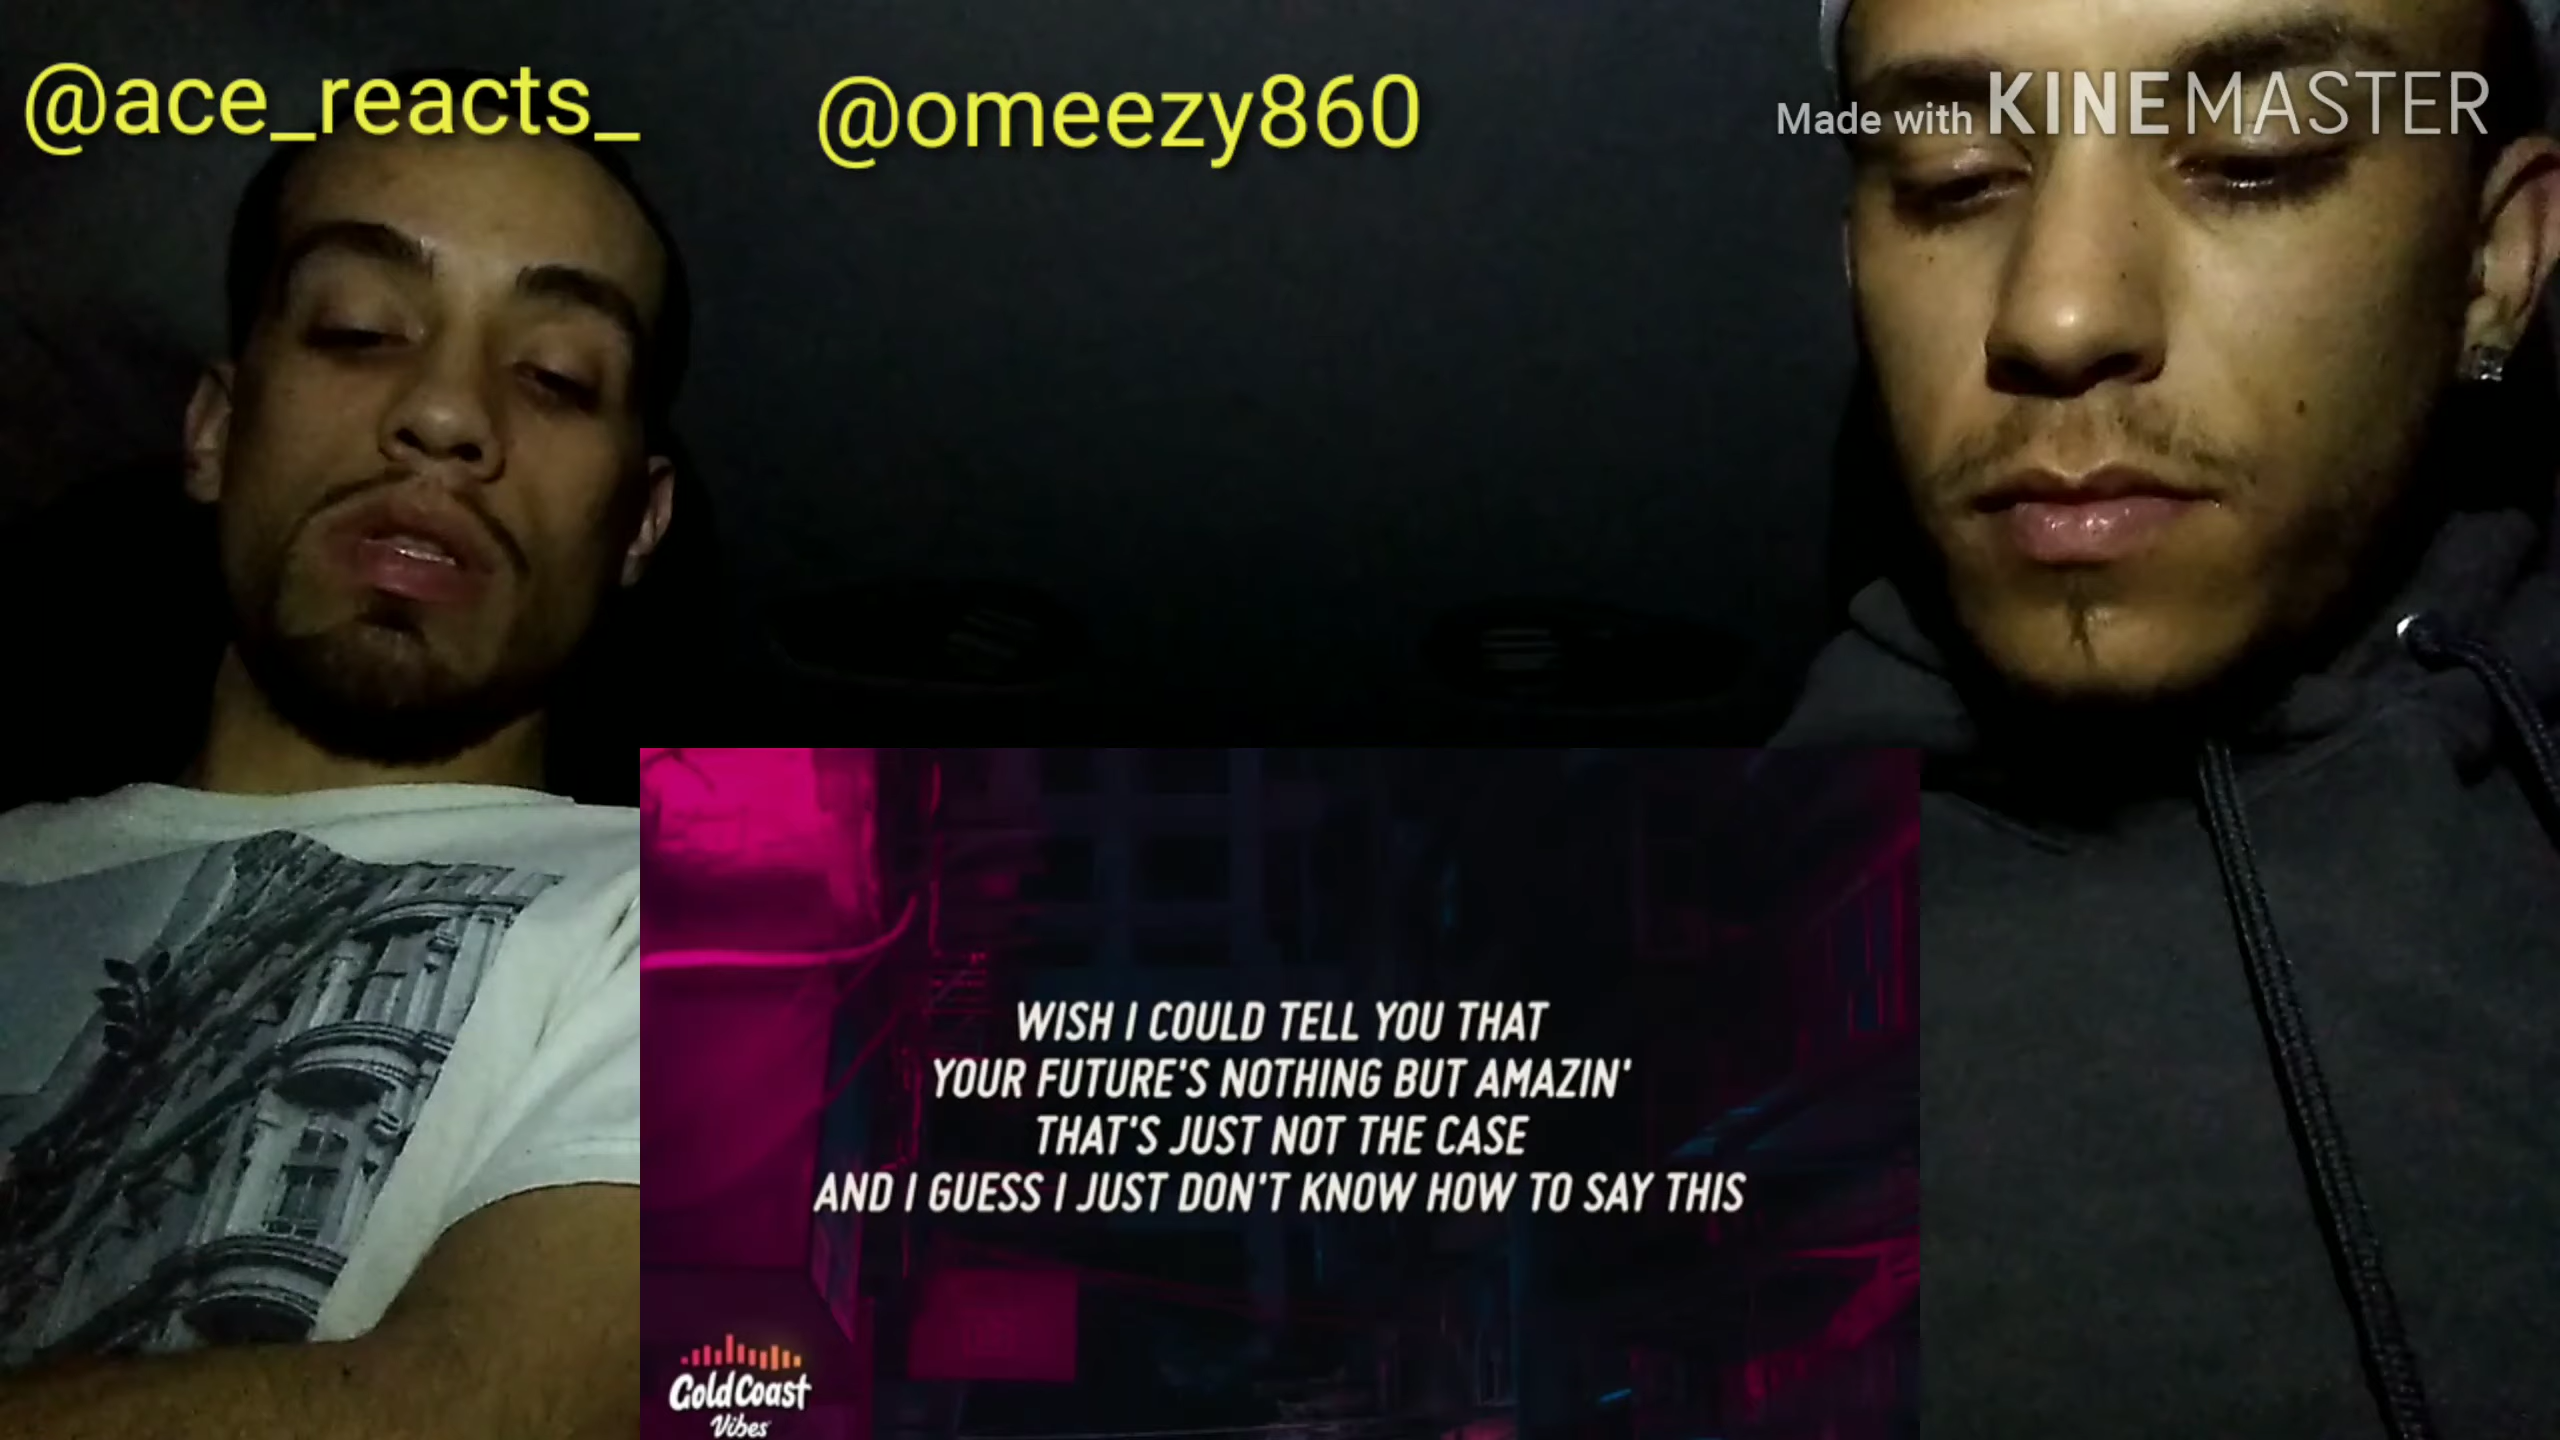 @ace_reacts_
@omeezy860
Made with KINEMASTER
WISH I COULD TELL YOU THAT
YOUR FUTURE'S NOTHING BUT AMAZIN'
THAT'S JUST NOT THE CASE
AND I GUESS I JUST DON'T KNOW HOW TO SAY THIS
Gold Coast
Vibes